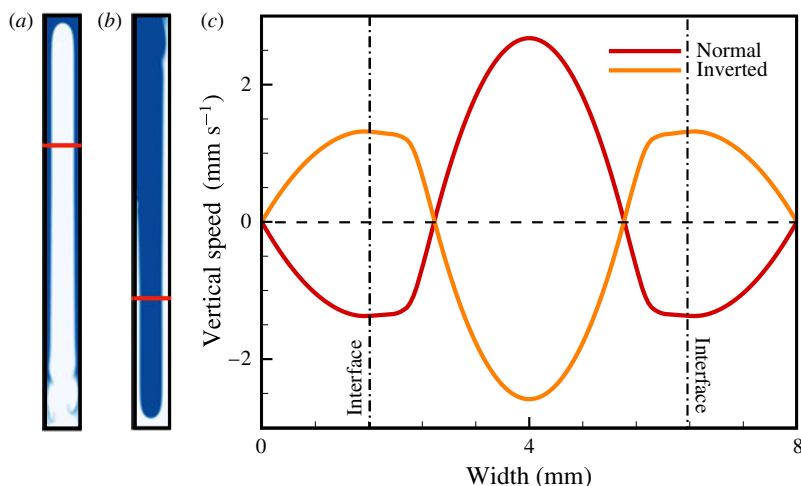 (a)
(b)
(c)
Normal
Inverted
Vertical speed (mm s⁻¹)
2
0
−2
Interface
Interface
0
4
8
Width (mm)